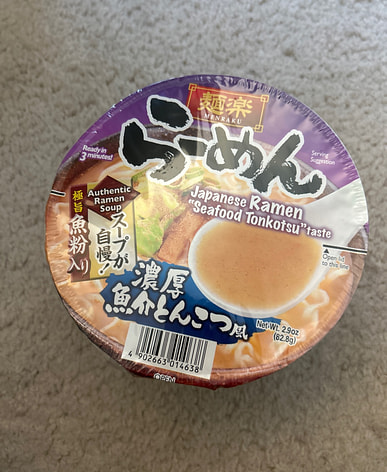 麺楽
MENRAKU
らーめん
Ready in
3 minutes!
Serving
Suggestion
Japanese Ramen
"Seafood Tonkotsu" taste
Authentic
Ramen
Soup
スープが
自慢!
極旨
魚粉入り
Open lid
to this line
濃厚
魚介とんこつ風
Net Wt. 2.9oz
(82.8g)
4 902663 014638
OPEN